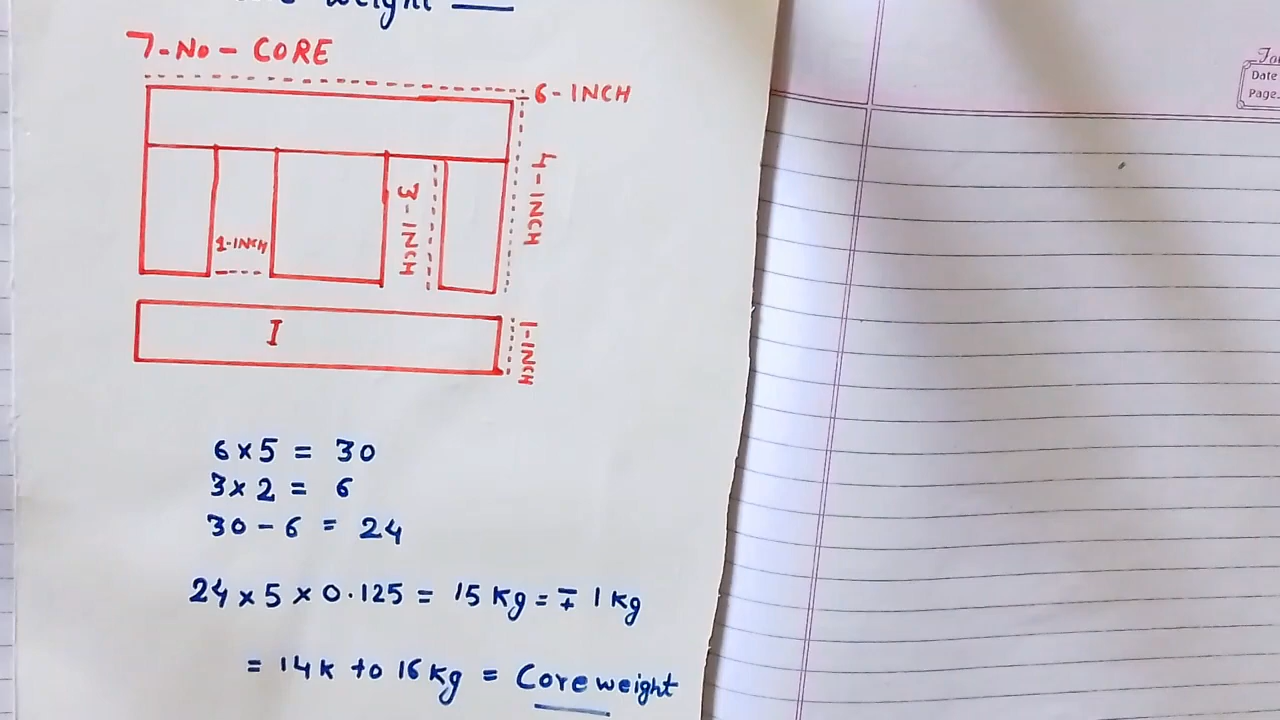 weight
7-NO - CORE
6-INCH
4-INCH
3-INCH
1-INCH
I
1-INCH
6 x 5 = 30
3 x 2 = 6
30 - 6 = 24
24 x 5 x 0.125 = 15 kg = ∓ 1 kg
= 14K to 16 kg = Core weight
Date
Page